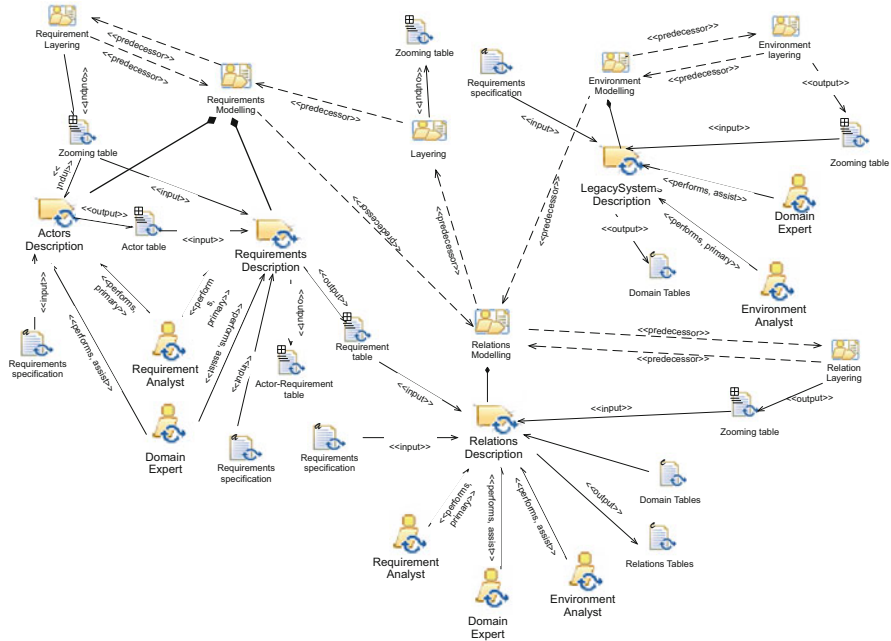 Requirement
Layering
<<predecessor>>
<<predecessor>>
<<output>>
Requirements
Modelling
Zooming table
<<predecessor>>
Zooming table
Layering
Requirements
specification
<<input>>
<<predecessor>>
<<predecessor>>
Environment
Modelling
Environment
layering
<<output>>
<<input>>
Zooming table
<<input>>
<<input>>
<<output>>
Actors
Description
Actor table
<<input>>
Requirements
Description
<<predecessor>>
<<predecessor>>
<<predecessor>>
LegacySystem
Description
<<performs, assist>>
Domain
Expert
<<performs, primary>>
<<output>>
Domain Tables
Environment
Analyst
<<input>>
<<performs,
primary>>
<<perform
s,
primary>>
<<output>>
<<output>>
Requirements
specification
<<performs, assist>>
<<performs, assist>>
<<input>>
Requirement
Analyst
Actor-Requirement
table
Requirement
table
Relations
Modelling
<<predecessor>>
<<predecessor>>
Relation
Layering
<<input>>
<<output>>
<<input>>
Zooming table
Domain
Expert
Requirements
specification
Requirements
specification
<<input>>
Relations
Description
Domain Tables
<<output>>
Relations Tables
<<performs,
primary>>
<<performs, assist>>
<<performs, assist>>
Requirement
Analyst
Domain
Expert
Environment
Analyst